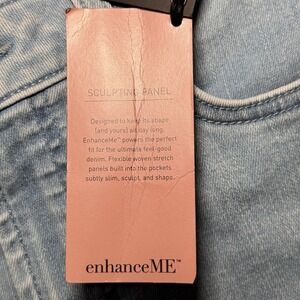 SCULPTING PANEL
Designed to keep its shape
(and yours) all day long.
EnhanceMe™ powers the perfect
fit for the ultimate feel-good
denim. Flexible woven stretch
panels built into the pockets
subtly slim, sculpt, and shape.
enhanceME™